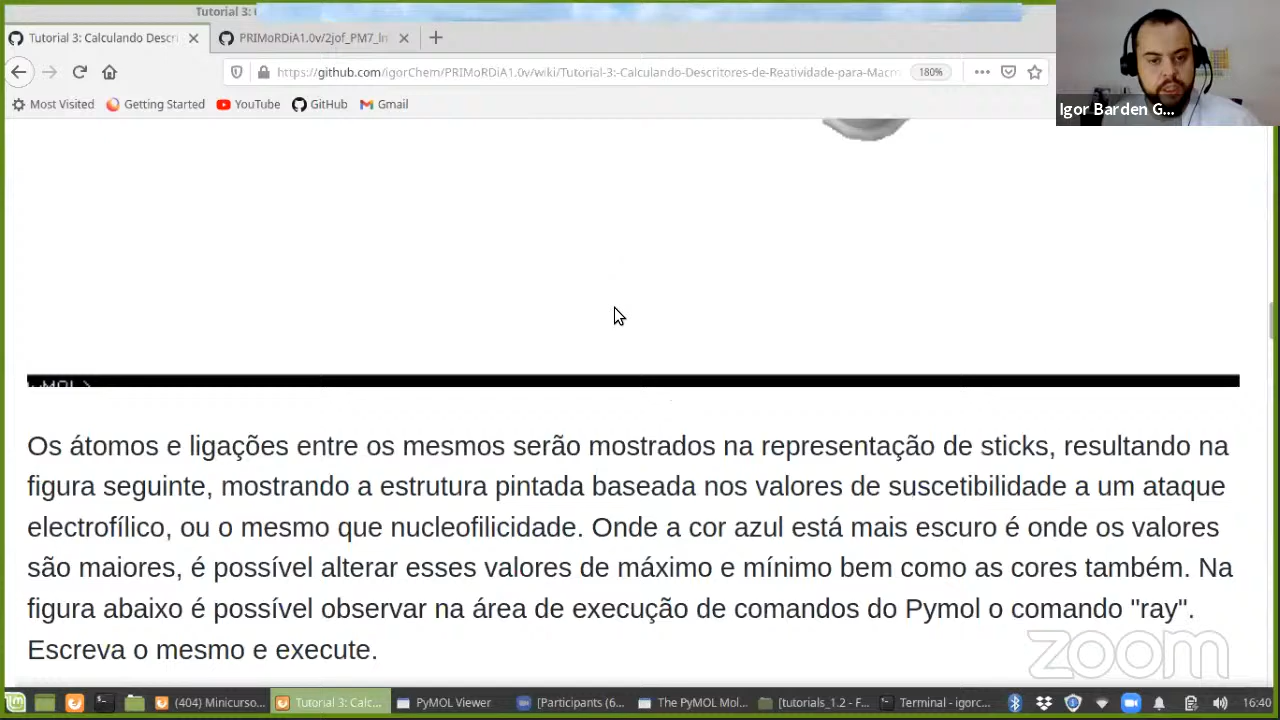 Tutorial 3: 
Tutorial 3: Calculando Descri
PRIMoRDiA1.0v/2jof_PM7_ln
https://github.com/igorChem/PRIMoRDiA1.0v/wiki/Tutorial-3:-Calculando-Descritores-de-Reatividade-para-Macm
180%
Most Visited
Getting Started
YouTube
GitHub
Gmail
Igor Barden G...
PyMOL >
Os átomos e ligações entre os mesmos serão mostrados na representação de sticks, resultando na
figura seguinte, mostrando a estrutura pintada baseada nos valores de suscetibilidade a um ataque
electrofílico, ou o mesmo que nucleofilicidade. Onde a cor azul está mais escuro é onde os valores
são maiores, é possível alterar esses valores de máximo e mínimo bem como as cores também. Na
figura abaixo é possível observar na área de execução de comandos do Pymol o comando "ray".
Escreva o mesmo e execute.
zoom
(404) Minicurso...
Tutorial 3: Calc...
PyMOL Viewer
[Participants (6...
The PyMOL Mol...
[tutorials_1.2 - F...
Terminal - igorc...
16:40